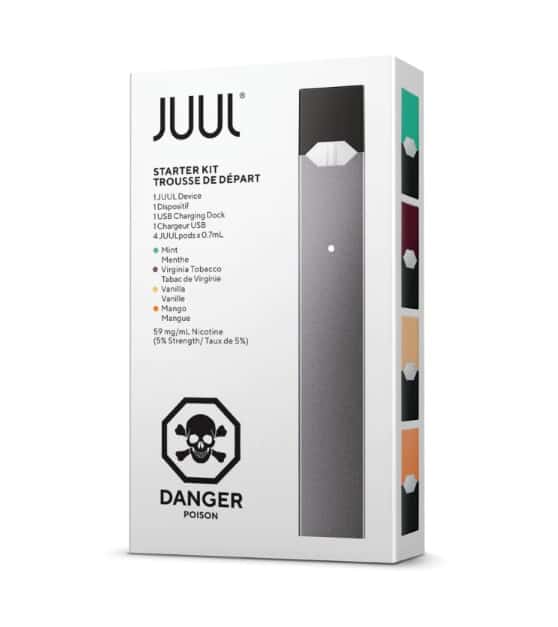 JUUL®
STARTER KIT
TROUSSE DE DÉPART
1 JUUL Device
1 Dispositif
1 USB Charging Dock
1 Chargeur USB
4 JUULpods x 0.7mL
Mint
Menthe
Virginia Tobacco
Tabac de Virginie
Vanilla
Vanille
Mango
Mangue
59 mg/mL Nicotine
(5% Strength/ Taux de 5%)
DANGER
POISON